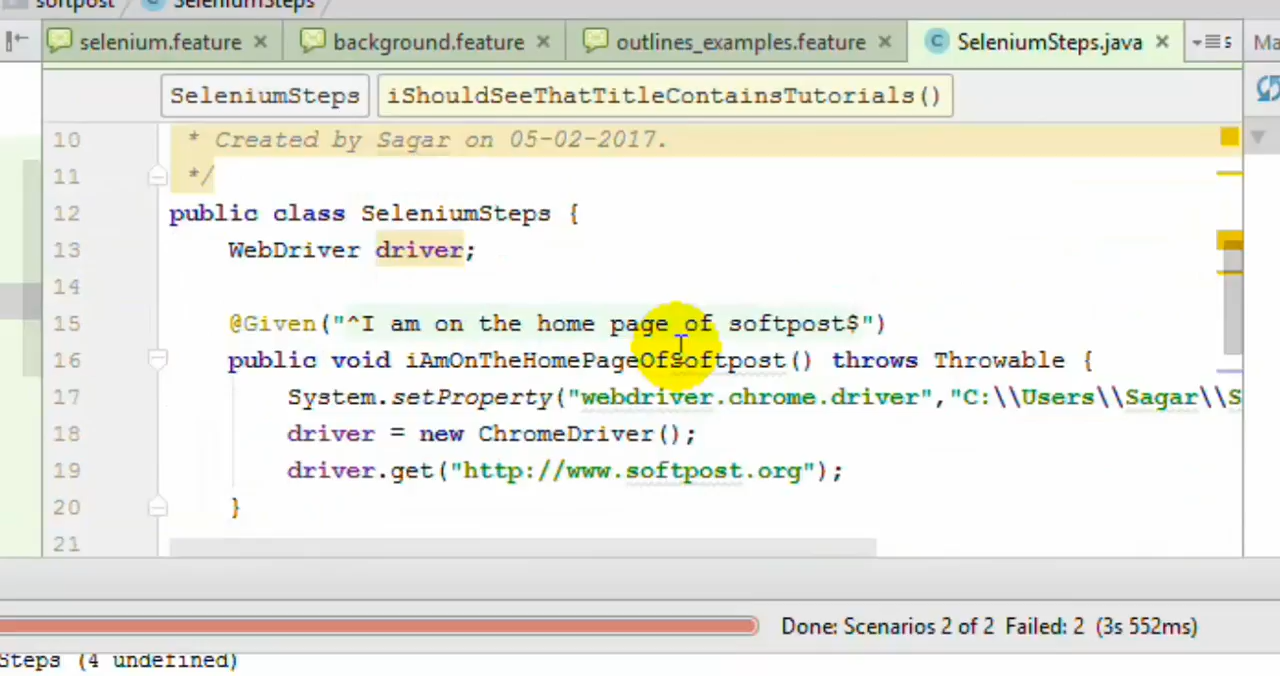 softpost SeleniumSteps
selenium.feature background.feature outlines_examples.feature SeleniumSteps.java 5 Ma
SeleniumSteps iShouldSeeThatTitleContainsTutorials()
10 * Created by Sagar on 05-02-2017.
11 */
12 public class SeleniumSteps {
13 WebDriver driver;
14
15 @Given("^I am on the home page of softpost$")
16 public void iAmOnTheHomePageOfSoftpost() throws Throwable {
17 System.setProperty("webdriver.chrome.driver","C:\\Users\\Sagar\\S
18 driver = new ChromeDriver();
19 driver.get("http://www.softpost.org");
20 }
21
Done: Scenarios 2 of 2 Failed: 2 (3s 552ms)
Steps (4 undefined)